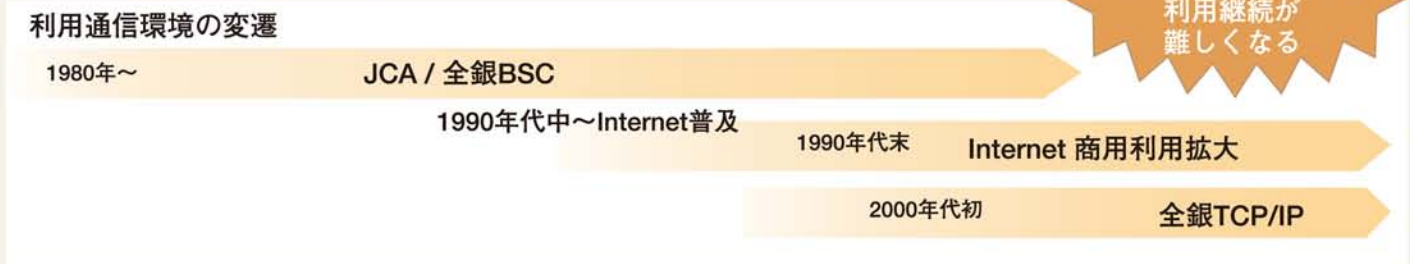 利用継続が
難しくなる
利用通信環境の変遷
1980年～ JCA / 全銀BSC
1990年代中～Internet普及
1990年代末 Internet 商用利用拡大
2000年代初 全銀TCP/IP